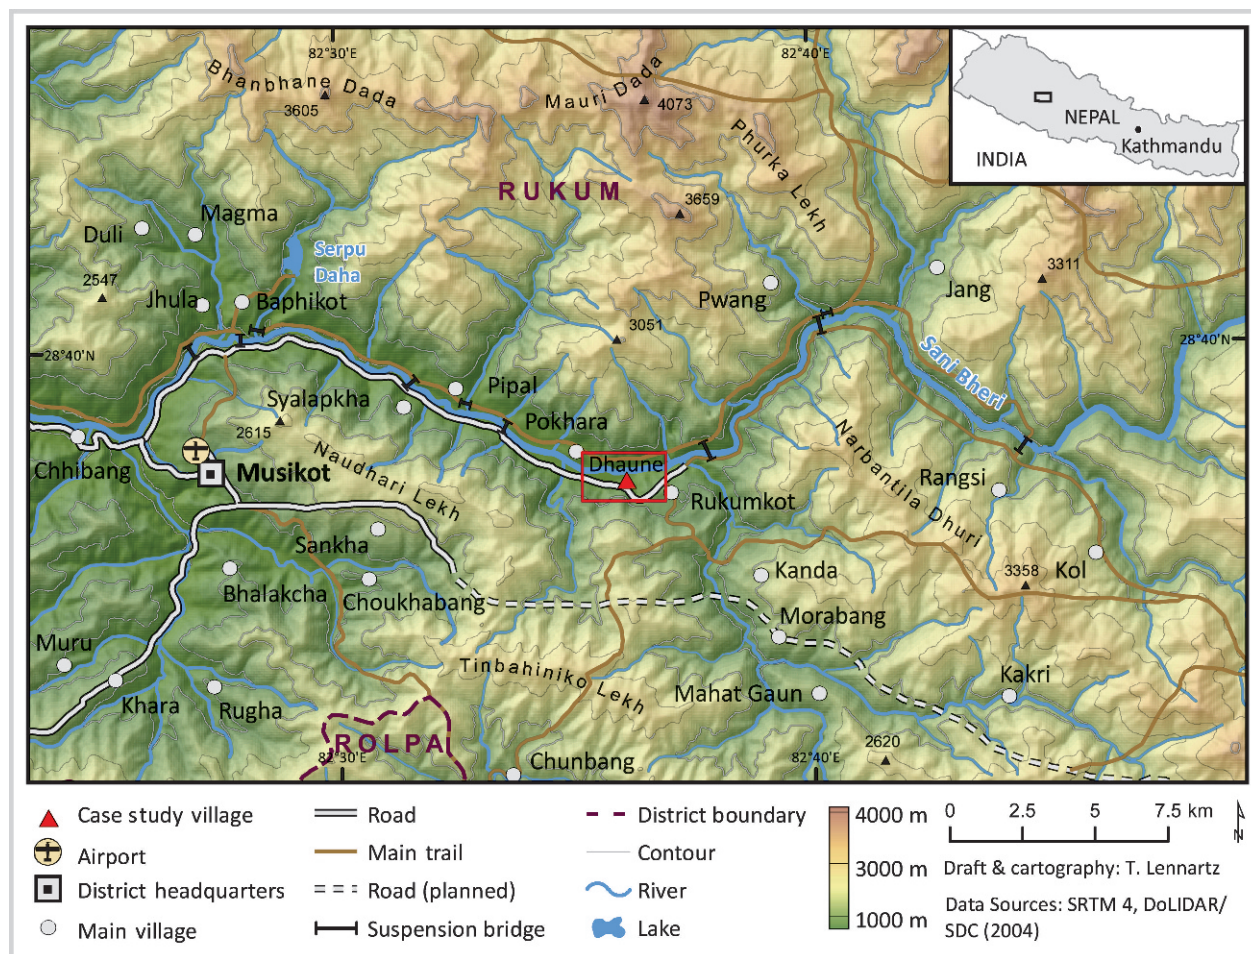 82°30'E
82°40'E
Bhanbhane Dada
3605
Mauri Dada
4073
Phurka Lekh
NEPAL
Kathmandu
INDIA
RUKUM
3659
Magma
Duli
Serpu
Daha
2547
Jhula
Baphikot
Pwang
Jang
3311
3051
28°40'N
28°40'N
Sani Bheri
Syalapkha
Pipal
2615
Pokhara
Naudhari Lekh
Narbantila Dhuri
Chhibang
Musikot
Dhaune
Rukumkot
Rangsi
Sankha
Bhalakcha
Choukhabang
Kanda
3358
Kol
Morabang
Muru
Tinbahiniko Lekh
Mahat Gaun
Kakri
Khara
Rugha
ROLPA
82°30'E
Chunbang
82°40'E
2620
Case study village
Airport
District headquarters
Main village
Road
Main trail
Road (planned)
Suspension bridge
District boundary
Contour
River
Lake
4000 m
3000 m
1000 m
0 2.5 5 7.5 km
N
Draft & cartography: T. Lennartz
Data Sources: SRTM 4, DoLIDAR/
SDC (2004)